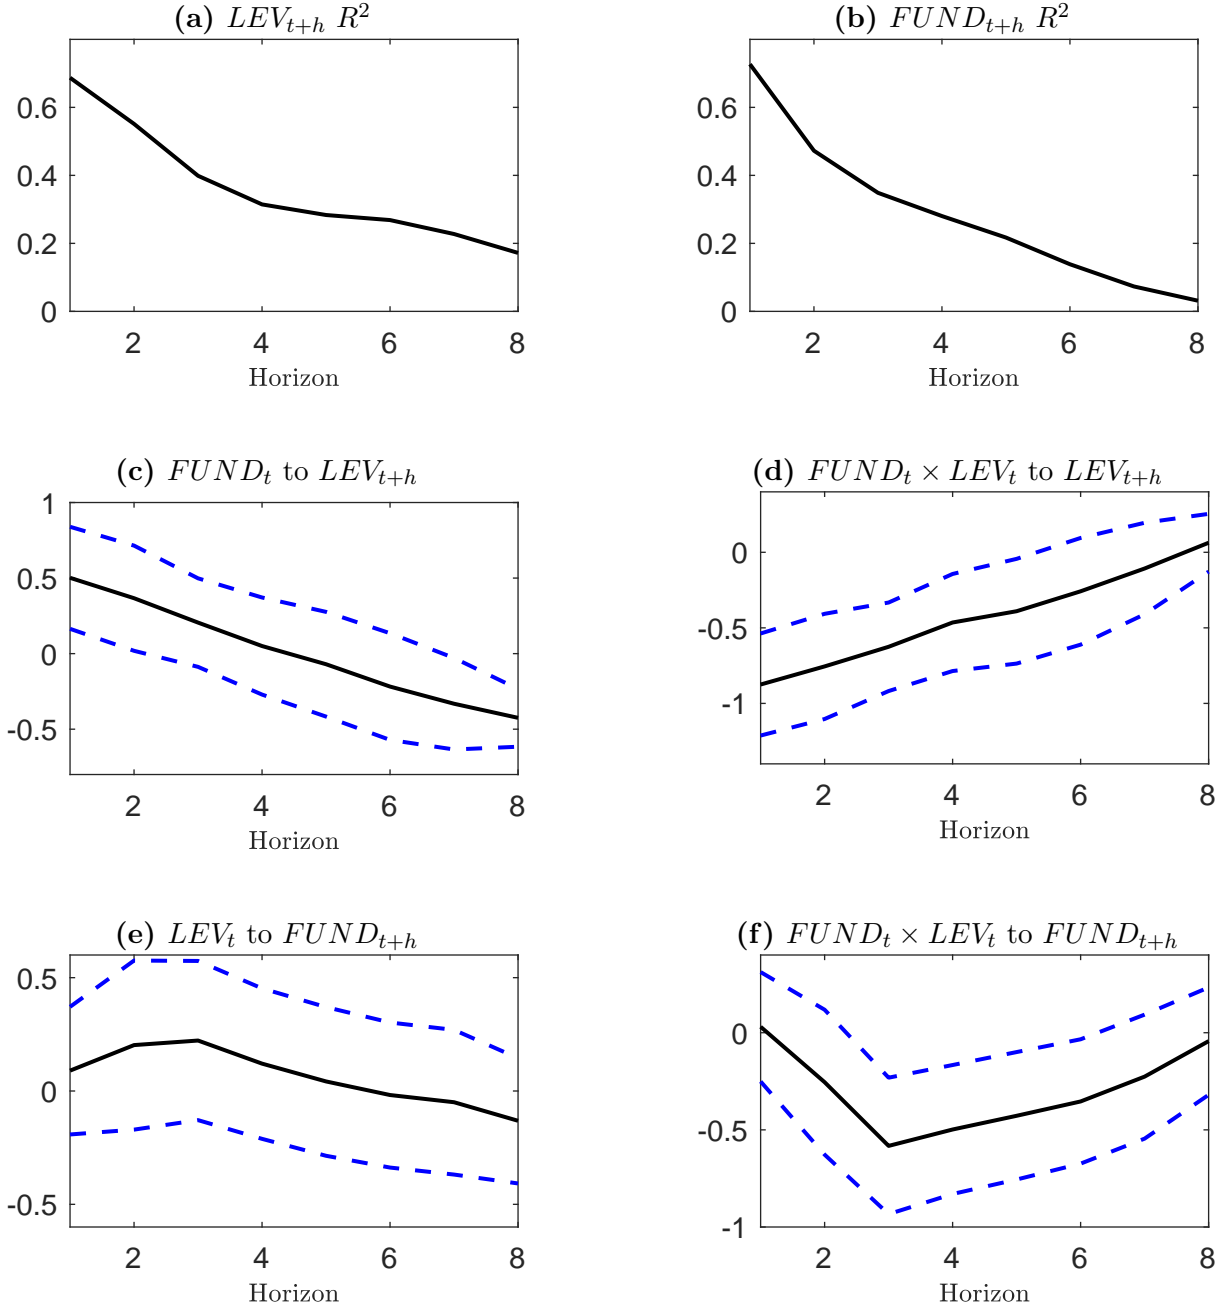 (a) LEV_{t+h} R^2
0.6
0.4
0.2
0
2 4 6 8
Horizon
(b) FUND_{t+h} R^2
0.6
0.4
0.2
0
2 4 6 8
Horizon
(c) FUND_t to LEV_{t+h}
1
0.5
0
-0.5
2 4 6 8
Horizon
(d) FUND_t × LEV_t to LEV_{t+h}
0
-0.5
-1
2 4 6 8
Horizon
(e) LEV_t to FUND_{t+h}
0.5
0
-0.5
2 4 6 8
Horizon
(f) FUND_t × LEV_t to FUND_{t+h}
0
-0.5
-1
2 4 6 8
Horizon